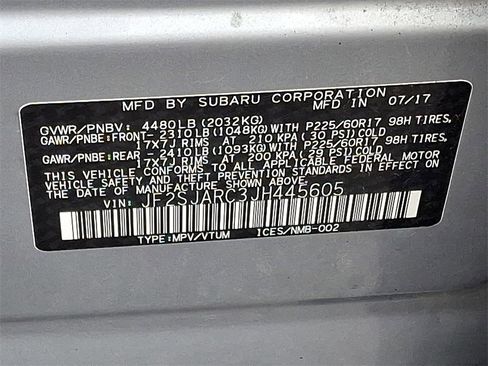 MFD. BY SUBARU CORPORATION IN 07/17
GVWR/PNBV: 4480LB(2032KG)
GAWR/PNBE:FRONT- 2310LB(1048KG)WITH P225/60R17 98H TIRES,
17X7J RIMS AT 210 KPA(30 PSI)COLD
GAWR/PNBE:REAR -2410LB(1093KG)WITH P225/60R17 98H TIRES,
17X7J RIMS AT 200 KPA(29 PSI)COLD
THIS VEHICLE CONFORMS TO ALL APPLICABLE FEDERAL MOTOR
VEHICLE SAFETY AND THEFT PREVENTION STANDARDS IN EFFECT ON
THE DATE OF MANUFACTURE SHOWN ABOVE.
VIN: JF2SJARC3JH445605
TYPE:MPV/VTUM ICES/NMB-002